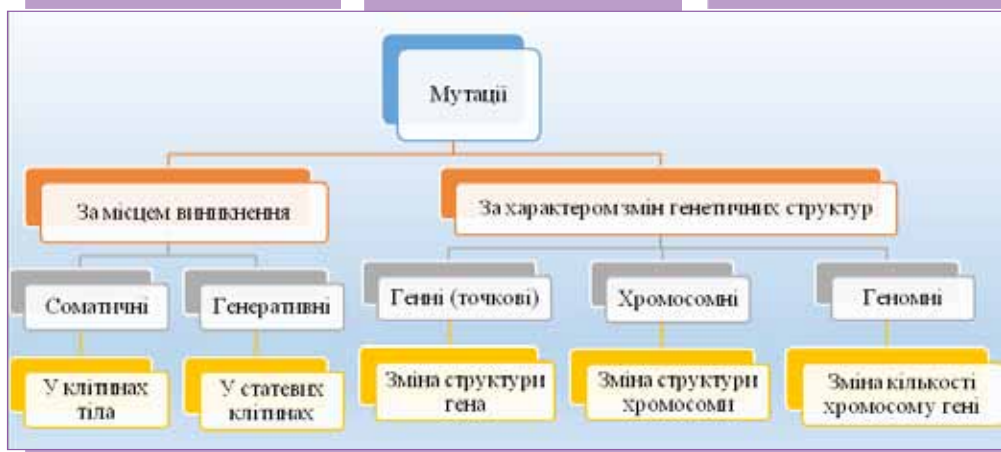 Мутації
За місцем виникнення
За характером змін генетичних структур
Соматичні
Генеративні
Генні (точкові)
Хромосомні
Геномні
У клітинах
тіла
У статевих
клітинах
Зміна структури
гена
Зміна структури
хромосоми
Зміна кількості
хромосом у гені